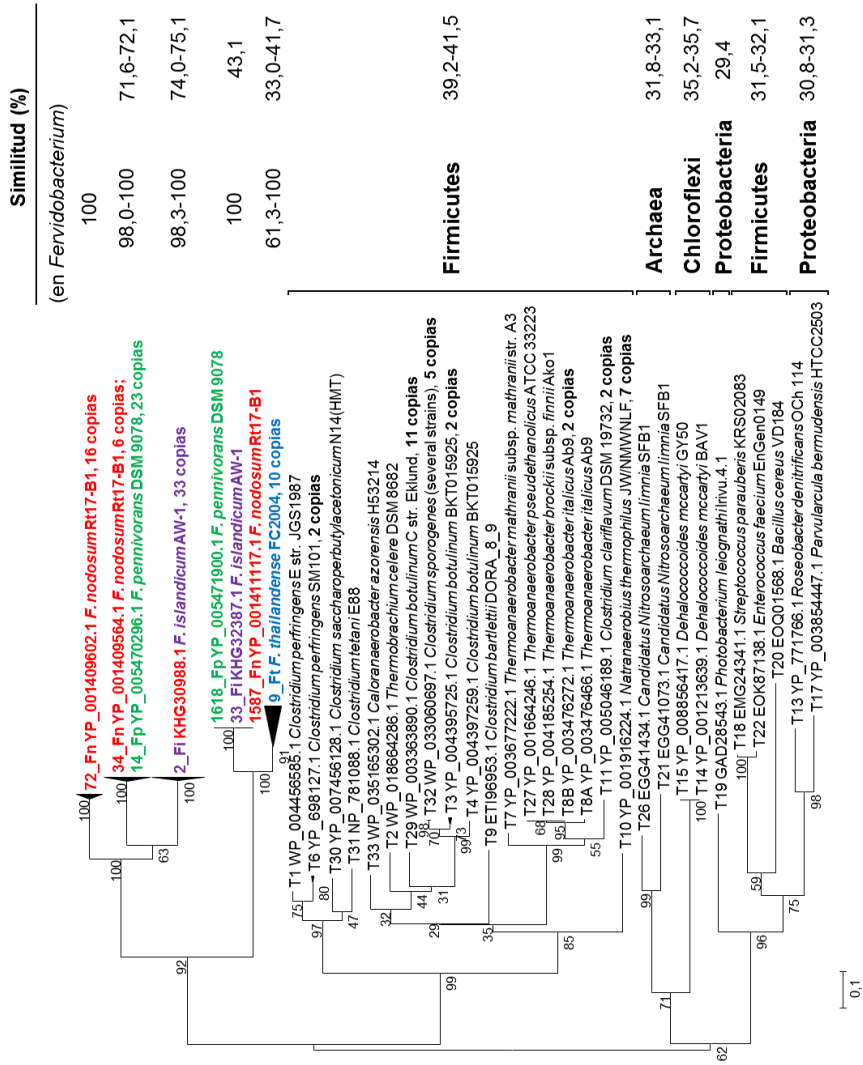 Similitud (%)
(en Fervidobacterium)
100
98,0-100 71,6-72,1
98,3-100 74,0-75,1
100 43,1
61,3-100 33,0-41,7
Firmicutes 39,2-41,5
Archaea 31,8-33,1
Chloroflexi 35,2-35,7
Proteobacteria 29,4
Firmicutes 31,5-32,1
Proteobacteria 30,8-31,3
72_Fn YP_001409602.1 F. nodosum Rt17-B1, 16 copias
34_Fn YP_001409564.1 F. nodosum Rt17-B1, 6 copias;
14_Fp YP_005470296.1 F. pennivorans DSM 9078, 23 copias
2_Fi KHG30988.1 F. islandicum AW-1, 33 copias
1618_Fp YP_005471900.1 F. pennivorans DSM 9078
33_Fi KHG32387.1 F. islandicum AW-1
1587_Fn YP_001411117.1 F. nodosum Rt17-B1
9_Ft F. thailandense FC2004, 10 copias
T1 WP_004456585.1 Clostridium perfringens E str. JGS1987
T6 YP_698127.1 Clostridium perfringens SM101, 2 copias
T30 YP_007456128.1 Clostridium saccharoperbutylacetonicum N14(HMT)
T31 NP_781088.1 Clostridium tetani E88
T33 WP_035165302.1 Caloranaerobacter azorensis H53214
T2 WP_018664286.1 Thermobrachium celere DSM 8682
T29 WP_003363890.1 Clostridium botulinum C str. Eklund, 11 copias
T32 WP_033060697.1 Clostridium sporogenes (several strains), 5 copias
T3 YP_004395725.1 Clostridium botulinum BKT015925, 2 copias
T4 YP_004397259.1 Clostridium botulinum BKT015925
T9 ETI96953.1 Clostridium bartlettii DORA_8_9
T7 YP_003677222.1 Thermoanaerobacter mathranii subsp. mathranii str. A3
T27 YP_001664246.1 Thermoanaerobacter pseudethanolicus ATCC 33223
T28 YP_004185254.1 Thermoanaerobacter brockii subsp. finnii Ako1
T8B YP_003476272.1 Thermoanaerobacter italicus Ab9, 2 copias
T8A YP_003476466.1 Thermoanaerobacter italicus Ab9
T11 YP_005046189.1 Clostridium clariflavum DSM 19732, 2 copias
T10 YP_001916224.1 Natranaerobius thermophilus JW/NMWNLF, 7 copias
T26 EGG41434.1 Candidatus Nitrosoarchaeum limnia SFB1
T21 EGG41073.1 Candidatus Nitrosoarchaeum limnia SFB1
T15 YP_008856417.1 Dehalococcoides mccartyi GY50
T14 YP_001213639.1 Dehalococcoides mccartyi BAV1
T19 GAD28543.1 Photobacterium leiognathi lrivu.4.1
T18 EMG24341.1 Streptococcus parauberis KRS02083
T22 EOK87138.1 Enterococcus faecium EnGen0149
T20 EOQ01568.1 Bacillus cereus VD184
T13 YP_771766.1 Roseobacter denitrificans OCh 114
T17 YP_003854447.1 Parvularcula bermudensis HTCC2503
100
100
100
63
100
92
100
100
91
75
97
80
47
32
44
31
98
70
73
99
29
35
68
95
99
55
85
99
99
71
100
100
59
75
98
96
62
0,1